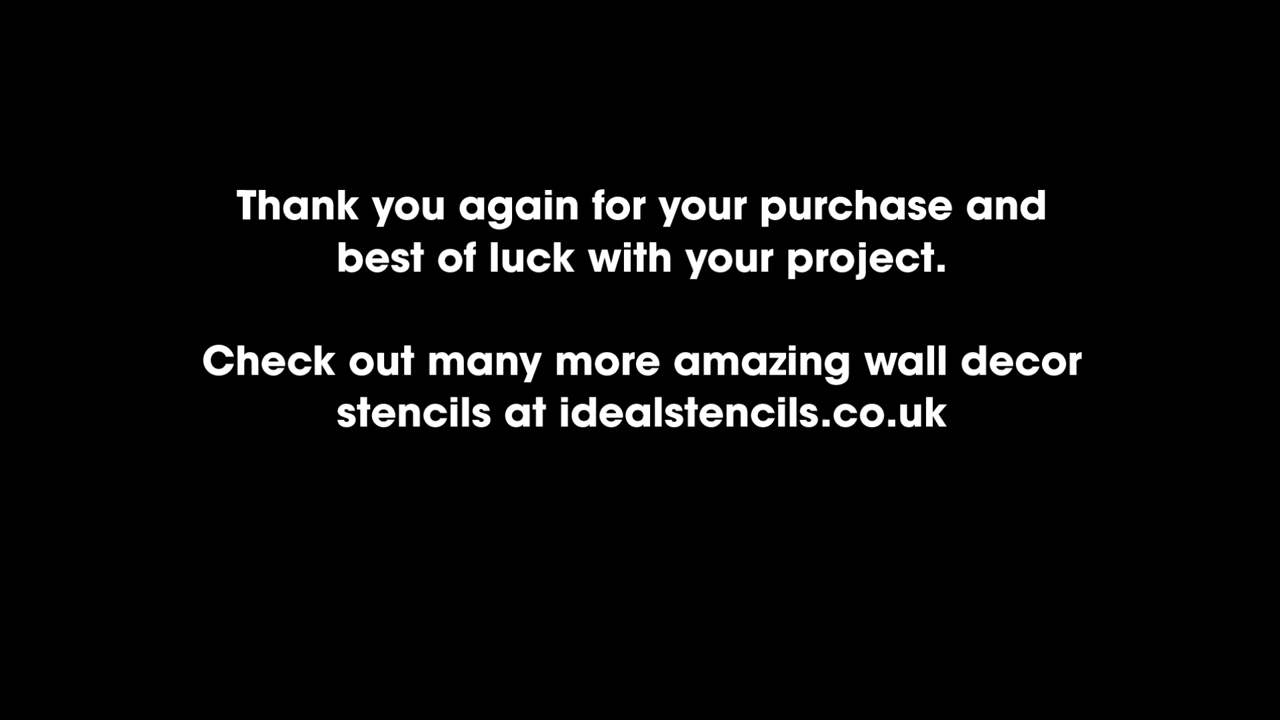 Thank you again for your purchase and
best of luck with your project.
Check out many more amazing wall decor
stencils at idealstencils.co.uk